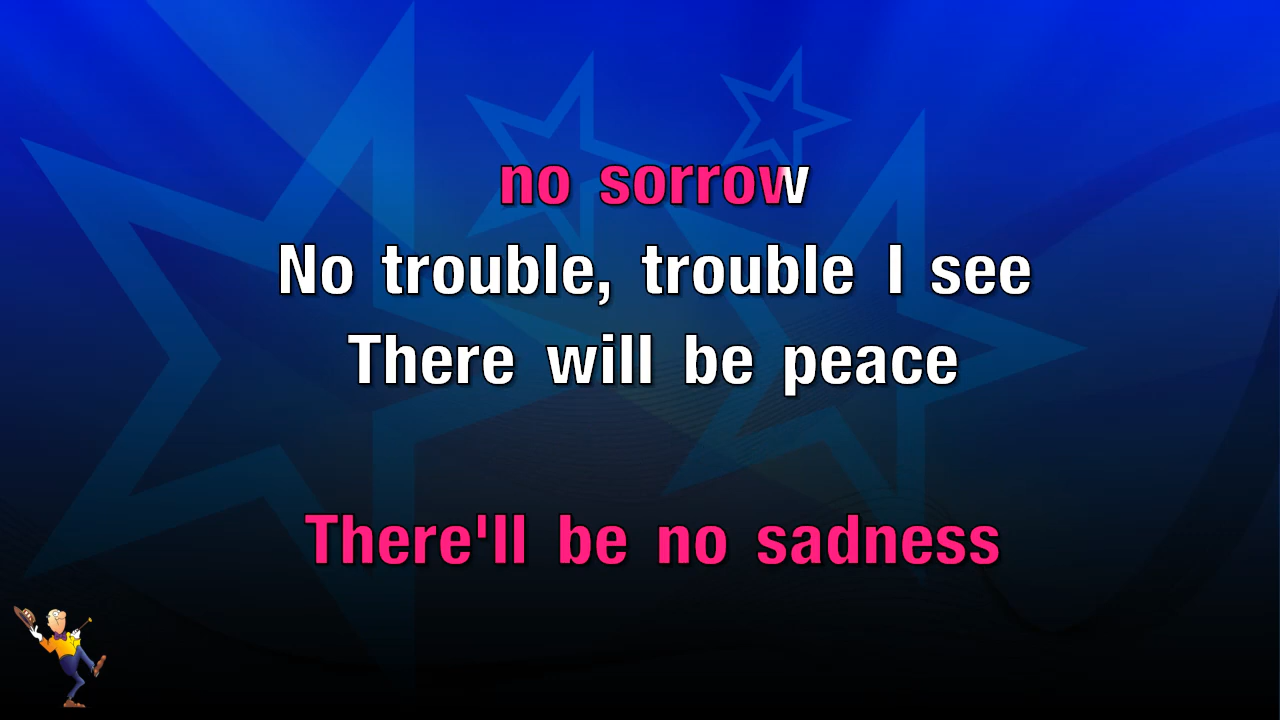 no sorrow
No trouble, trouble I see
There will be peace
There'll be no sadness